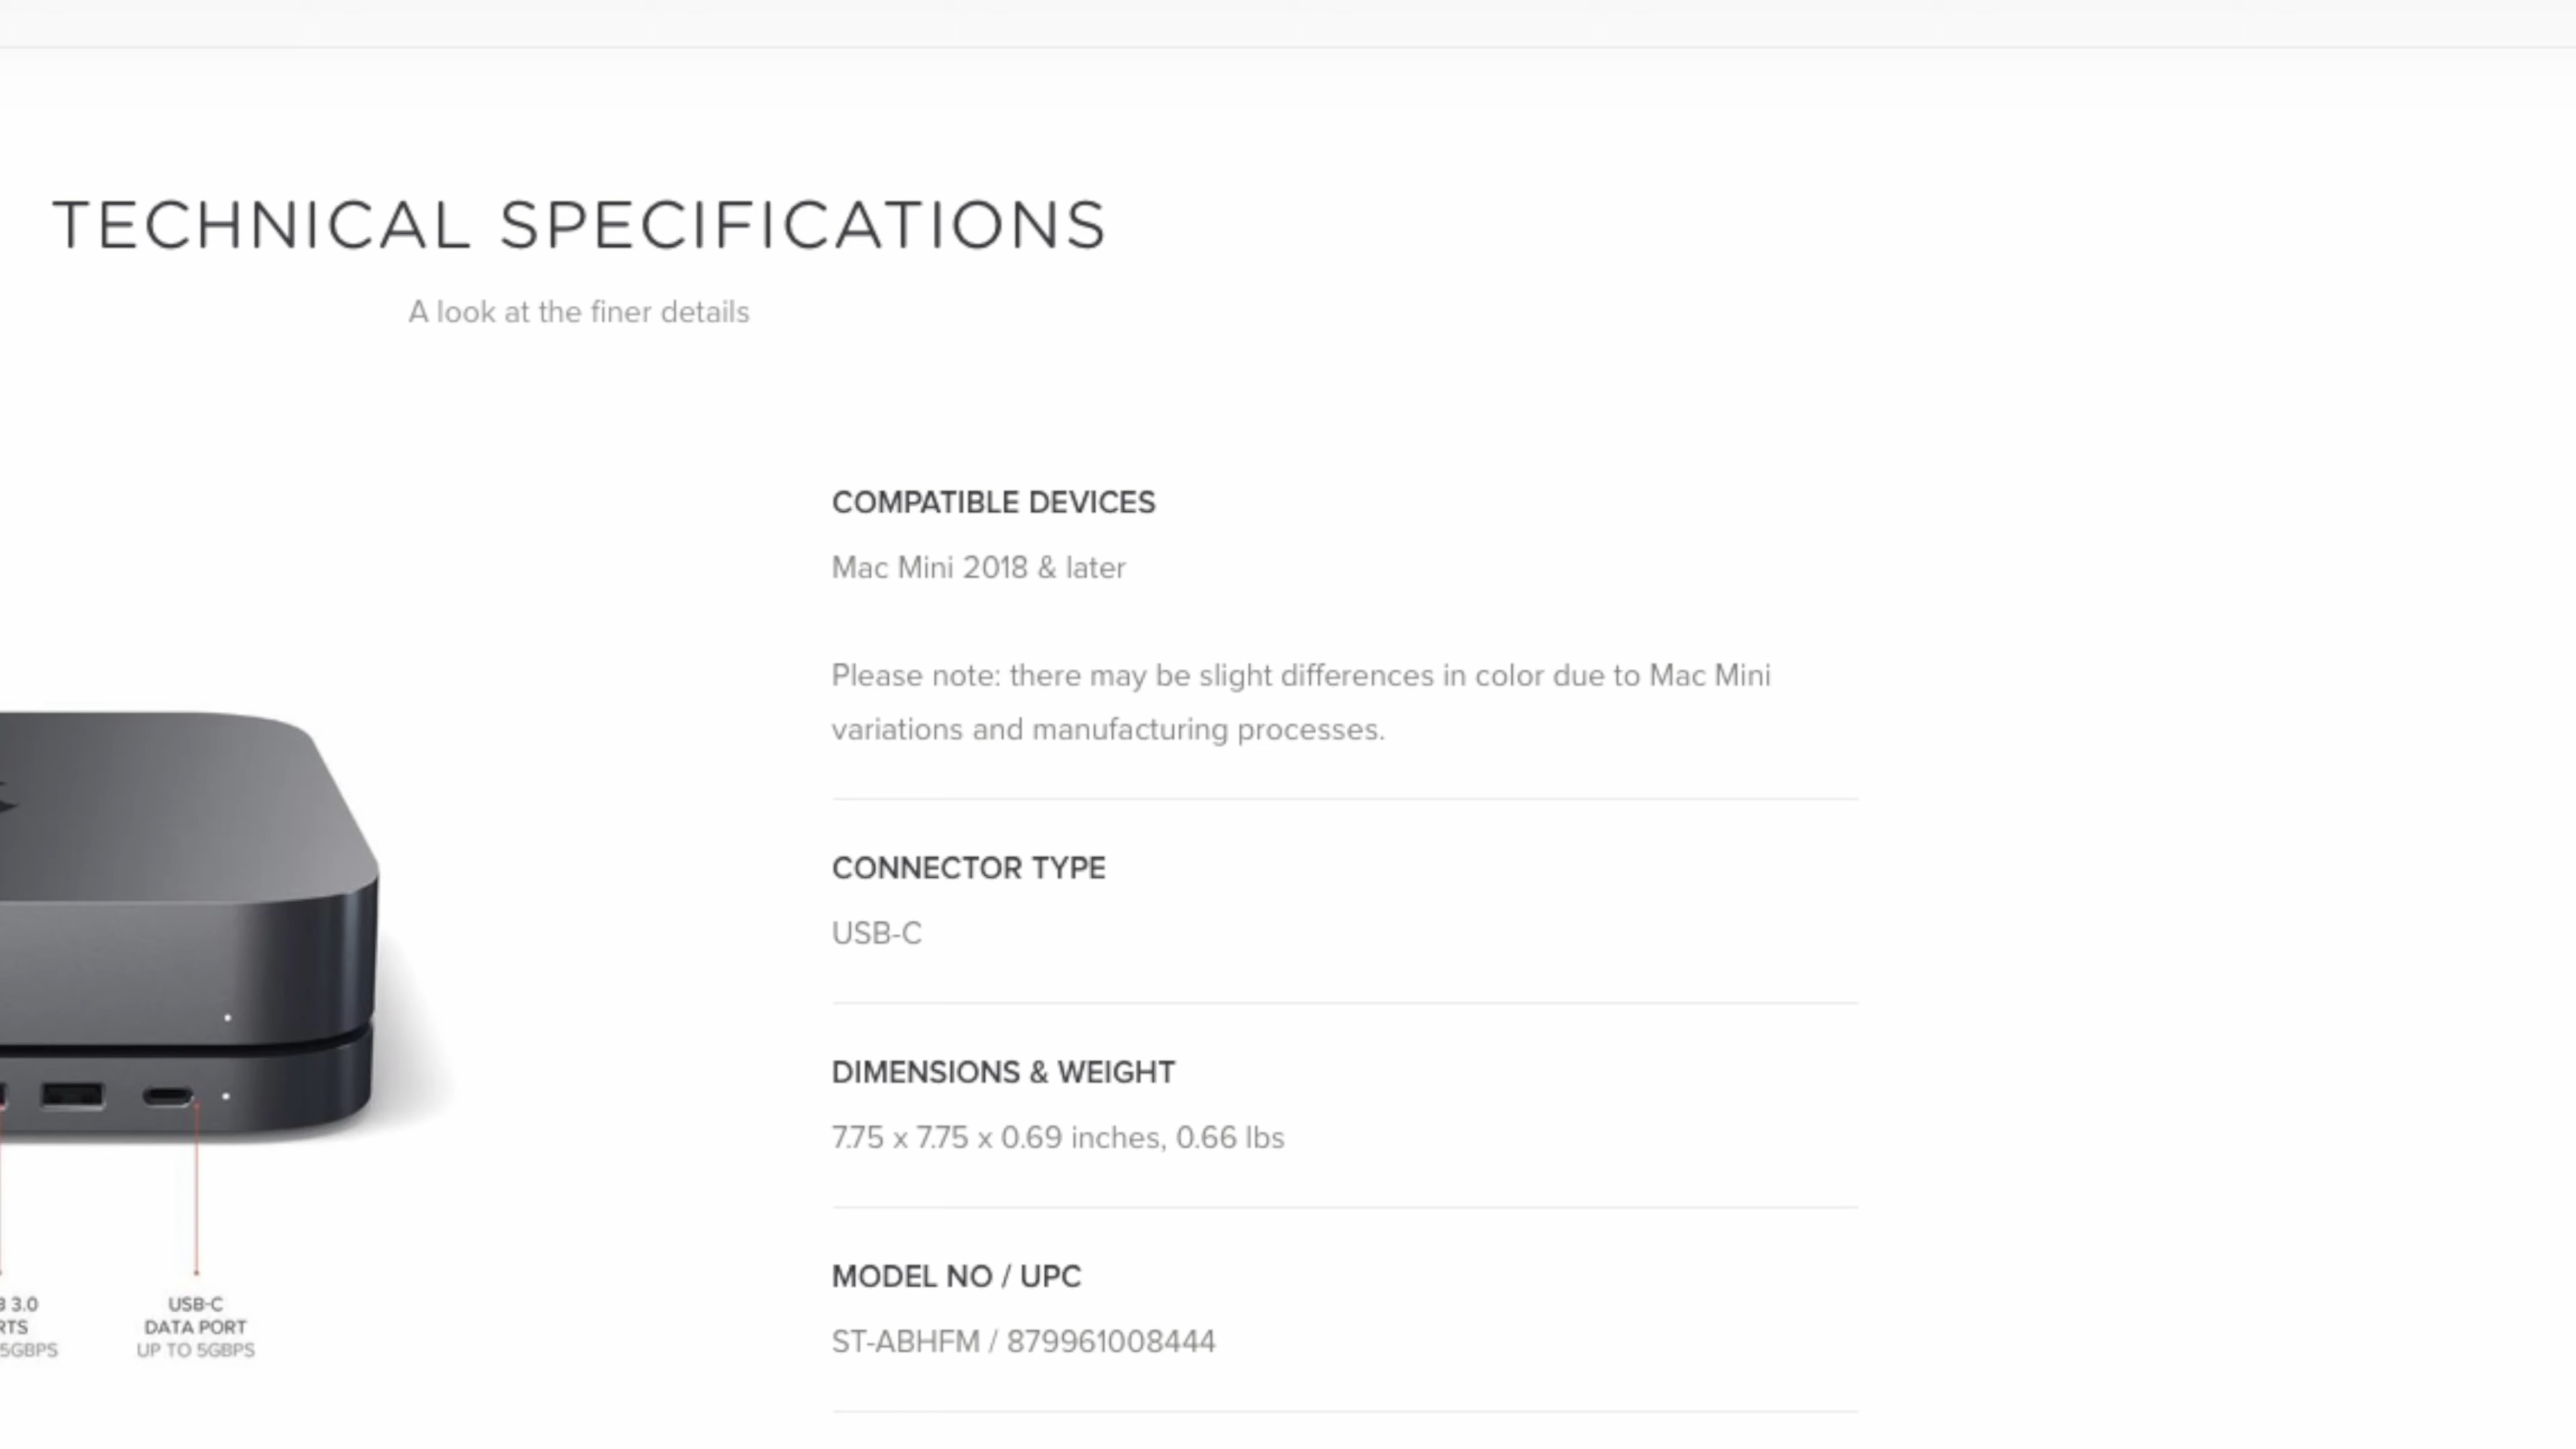 TECHNICAL SPECIFICATIONS
A look at the finer details
COMPATIBLE DEVICES
Mac Mini 2018 & later
Please note: there may be slight differences in color due to Mac Mini
variations and manufacturing processes.
CONNECTOR TYPE
USB-C
DIMENSIONS & WEIGHT
7.75 x 7.75 x 0.69 inches, 0.66 lbs
MODEL NO / UPC
ST-ABHFM / 879961008444
3.0
5GBPS
USB-C
DATA PORT
UP TO 5GBPS